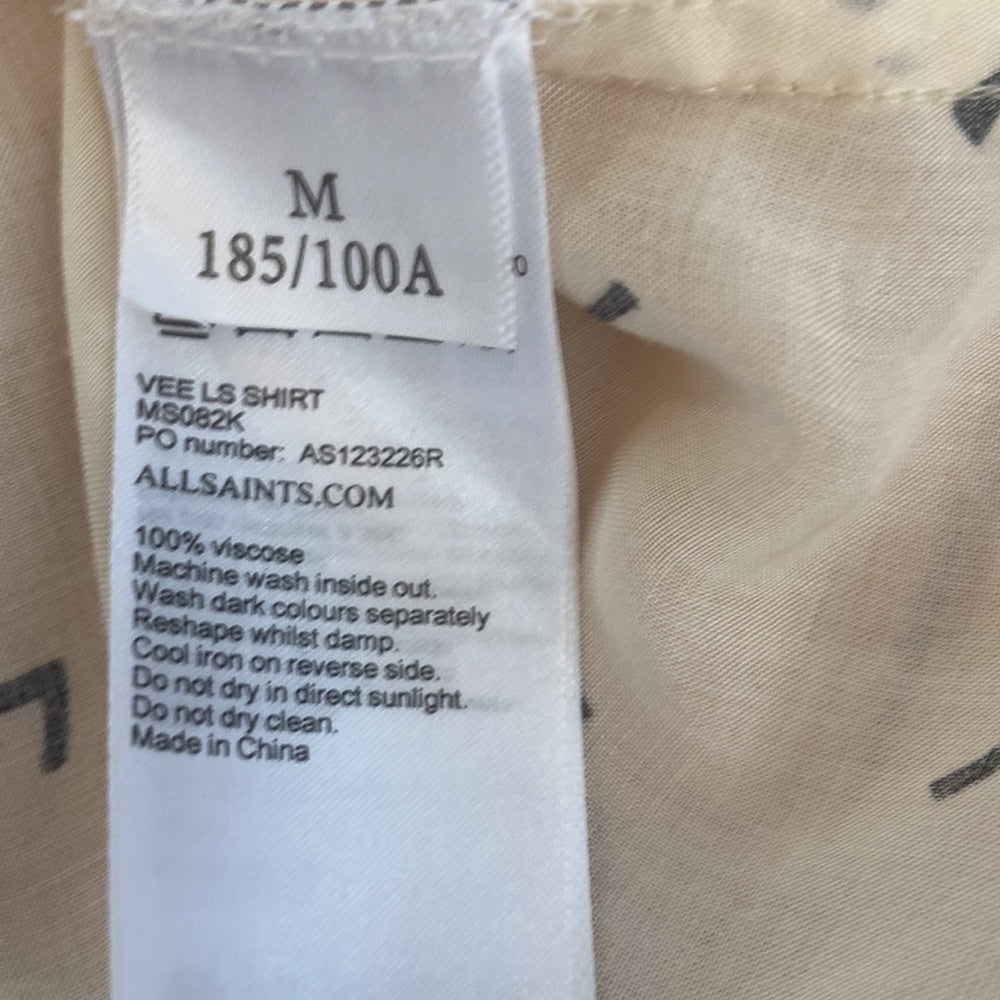 M
185/100A
VEE LS SHIRT
MS082K
PO number: AS123226R
ALLSAINTS.COM
100% viscose
Machine wash inside out.
Wash dark colours separately
Reshape whilst damp.
Cool iron on reverse side.
Do not dry in direct sunlight.
Do not dry clean.
Made in China